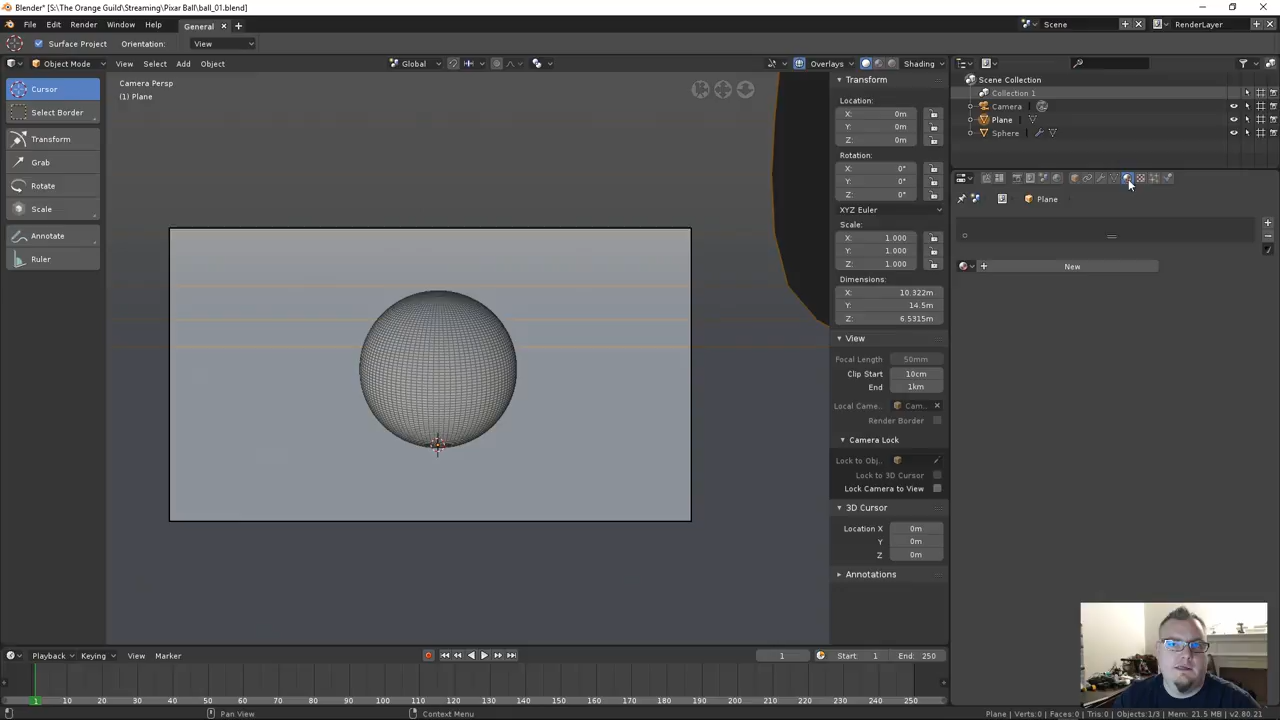 Blender* [S:\The Orange Guild\Streaming\Pixar Ball\ball_01.blend]
File Edit Render Window Help General + Scene RenderLayer
Surface Project Orientation: View
Object Mode View Select Add Object Global Overlays Shading
Camera Persp
(1) Plane
Cursor
Select Border
Transform
Grab
Rotate
Scale
Annotate
Ruler
Transform
Location:
X: 0m
Y: 0m
Z: 0m
Rotation:
X: 0°
Y: 0°
Z: 0°
XYZ Euler
Scale:
X: 1.000
Y: 1.000
Z: 1.000
Dimensions:
X: 10.322m
Y: 14.5m
Z: 6.5315m
View
Focal Length 50mm
Clip Start 10cm
End 1km
Local Came.. Cam..
Render Border
Camera Lock
Lock to Obj..
Lock to 3D Cursor
Lock Camera to View
3D Cursor
Location X 0m
Y 0m
Z 0m
Annotations
Scene Collection
Collection 1
Camera
Plane
Sphere
Plane
+ New
Playback Keying View Marker 1 Start: 1 End: 250
1 10 20 30 40 50 60 70 80 90 100 110 120 130 140 150 160 170 180 190 200 210 220 230 240 250
Pan View Context Menu Plane | Verts:0 | Faces:0 | Tris:0 | Objects:1/3 | Mem: 21.5 MB | v2.80.21